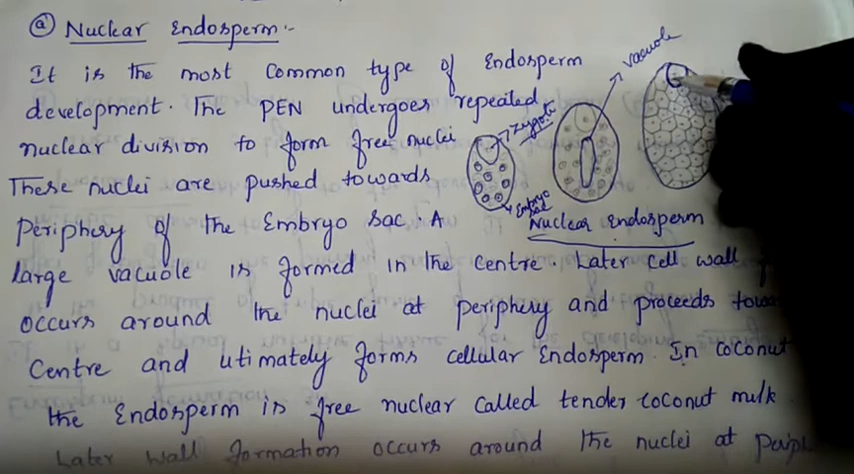 ⓐ Nuclear Endosperm :-
It is the most common type of Endosperm
development. The PEN undergoes repeated
nuclear division to form free nuclei
These nuclei are pushed towards
Periphery of the Embryo sac. A
large vacuole is formed in the centre. Later cell wall
occurs around the nuclei at periphery and proceeds
Centre and utimately forms cellular Endosperm. In coconut
the Endosperm is free nuclear called tender coconut milk
Later wall formation occurs around the nuclei at
Zygote
Embryo
sac
vacuole
Nuclear Endosperm